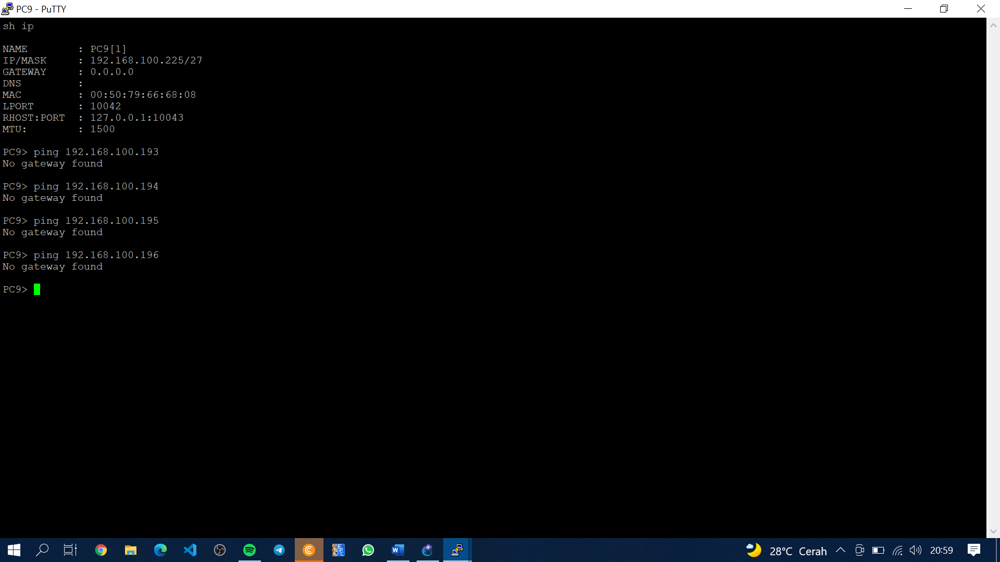 PC9 - PuTTY
sh ip
NAME : PC9[1]
IP/MASK : 192.168.100.225/27
GATEWAY : 0.0.0.0
DNS :
MAC : 00:50:79:66:68:08
LPORT : 10042
RHOST:PORT : 127.0.0.1:10043
MTU: : 1500
PC9> ping 192.168.100.193
No gateway found
PC9> ping 192.168.100.194
No gateway found
PC9> ping 192.168.100.195
No gateway found
PC9> ping 192.168.100.196
No gateway found
PC9>
28°C Cerah 20:59